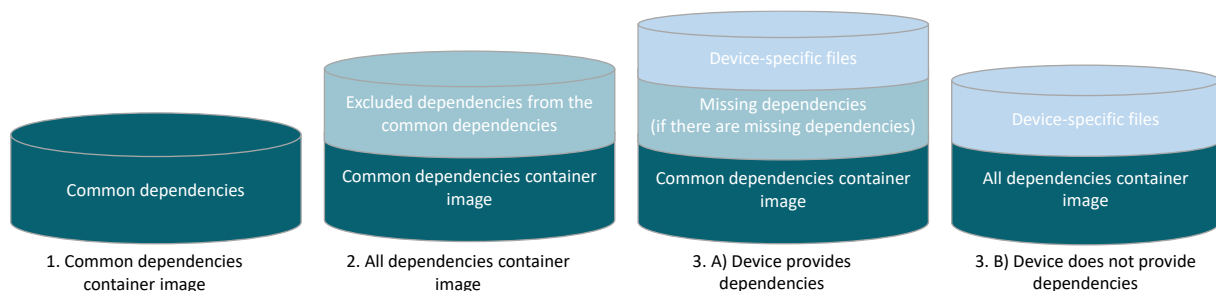 Common dependencies
1. Common dependencies
container image
Excluded dependencies from the
common dependencies
Common dependencies container
image
2. All dependencies container
image
Device-specific files
Missing dependencies
(if there are missing dependencies)
Common dependencies container
image
3. A) Device provides
dependencies
Device-specific files
All dependencies container
image
3. B) Device does not provide
dependencies